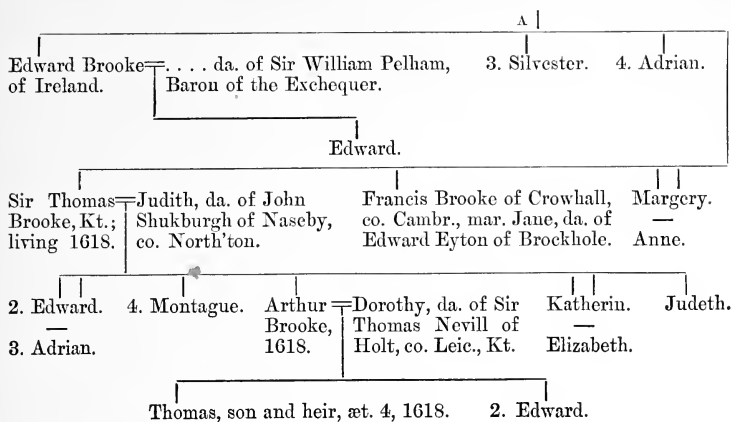 A
Edward Brooke=. . . . da. of Sir William Pelham,
of Ireland.
Baron of the Exchequer.
3. Silvester.
4. Adrian.
Edward.
Sir Thomas=Judith, da. of John
Brooke, Kt.;
Shukburgh of Naseby,
living 1618.
co. North'ton.
Francis Brooke of Crowhall,
co. Cambr., mar. Jane, da. of
Edward Eyton of Brockhole.
Margery.
—
Anne.
2. Edward.
—
3. Adrian.
4. Montague.
Arthur=Dorothy, da. of Sir
Brooke,
Thomas Nevill of
1618.
Holt, co. Leic., Kt.
Katherin.
—
Elizabeth.
Judeth.
Thomas, son and heir, æt. 4, 1618.
2. Edward.